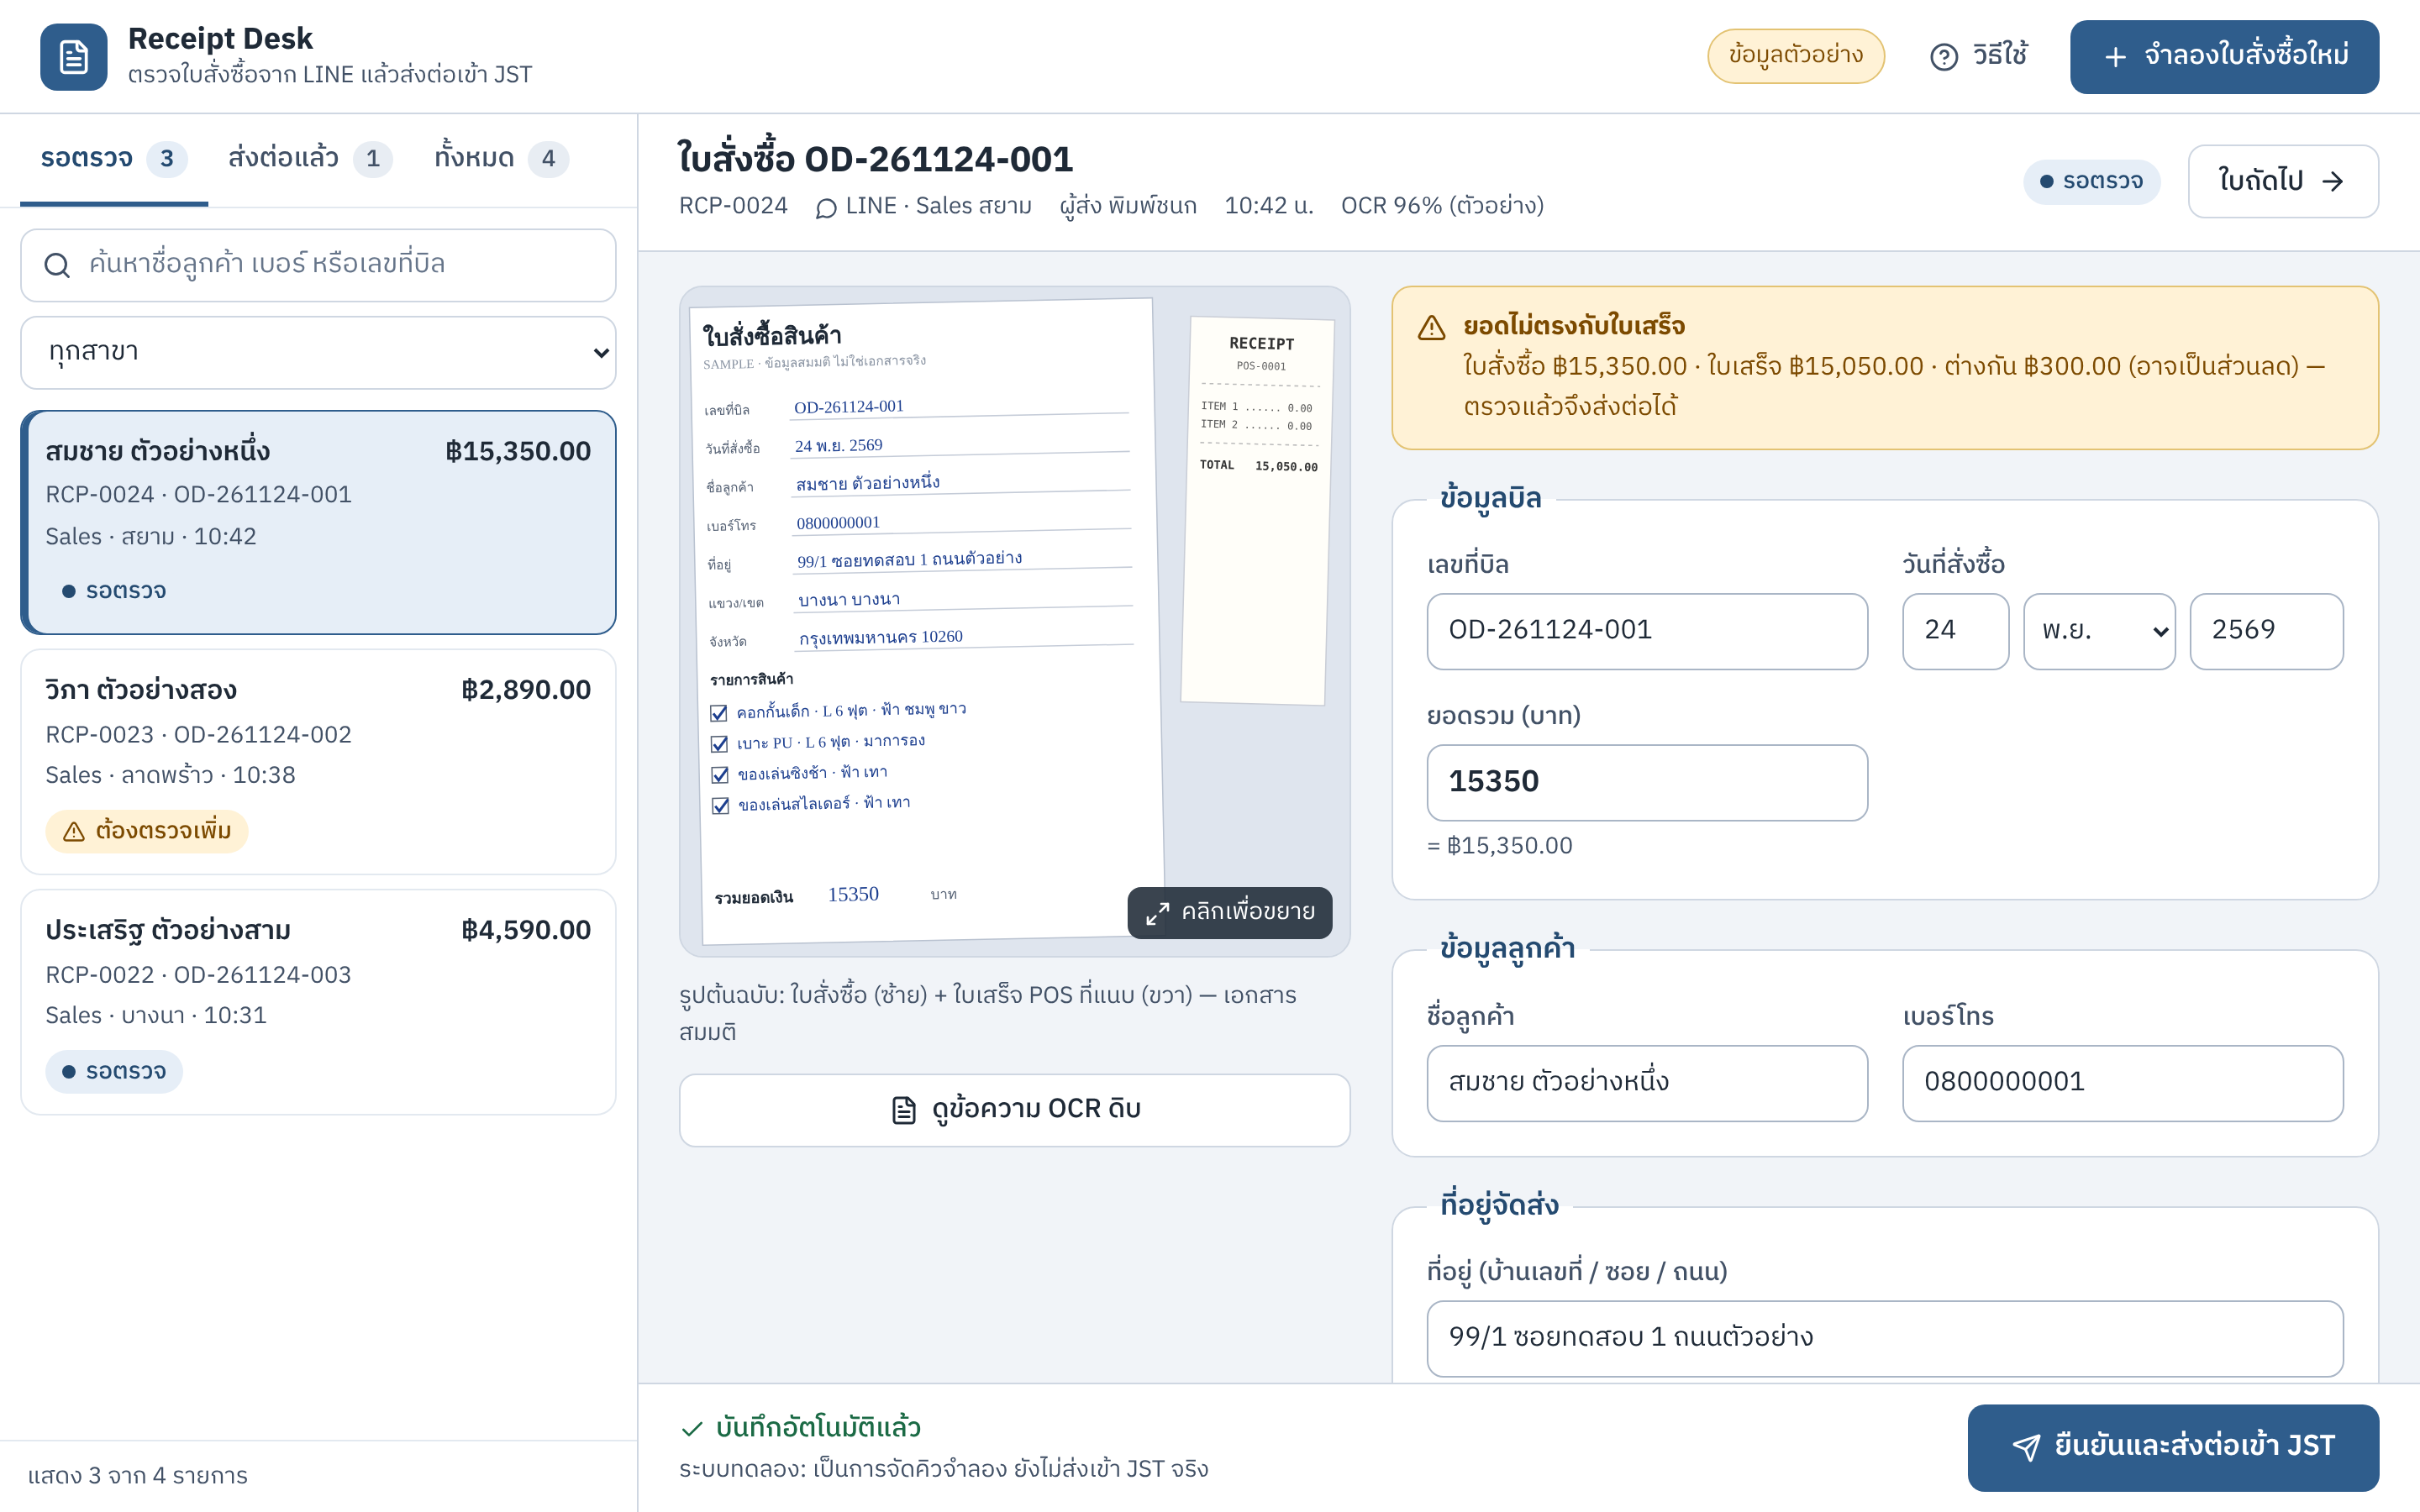 Receipt Desk
ตรวจใบสั่งซื้อจาก LINE แล้วส่งต่อเข้า JST
ข้อมูลตัวอย่าง
วิธีใช้
จำลองใบสั่งซื้อใหม่
รอตรวจ 3
ส่งต่อแล้ว 1
ทั้งหมด 4
ค้นหาชื่อลูกค้า เบอร์ หรือเลขที่บิล
ทุกสาขา
สมชาย ตัวอย่างหนึ่ง ฿15,350.00
RCP-0024 · OD-261124-001
Sales · สยาม · 10:42
รอตรวจ
วิภา ตัวอย่างสอง ฿2,890.00
RCP-0023 · OD-261124-002
Sales · ลาดพร้าว · 10:38
ต้องตรวจเพิ่ม
ประเสริฐ ตัวอย่างสาม ฿4,590.00
RCP-0022 · OD-261124-003
Sales · บางนา · 10:31
รอตรวจ
แสดง 3 จาก 4 รายการ
ใบสั่งซื้อ OD-261124-001
RCP-0024 LINE · Sales สยาม ผู้ส่ง พิมพ์ชนก 10:42 น. OCR 96% (ตัวอย่าง)
รอตรวจ
ใบถัดไป
ใบสั่งซื้อสินค้า
SAMPLE · ข้อมูลสมมติ ไม่ใช่เอกสารจริง
เลขที่บิล OD-261124-001
วันที่สั่งซื้อ 24 พ.ย. 2569
ชื่อลูกค้า สมชาย ตัวอย่างหนึ่ง
เบอร์โทร 0800000001
ที่อยู่ 99/1 ซอยทดสอบ 1 ถนนตัวอย่าง
แขวง/เขต บางนา บางนา
จังหวัด กรุงเทพมหานคร 10260
รายการสินค้า
คอกกั้นเด็ก · L 6 ฟุต · ฟ้า ชมพู ขาว
เบาะ PU · L 6 ฟุต · มาการอง
ของเล่นชิงช้า · ฟ้า เทา
ของเล่นสไลเดอร์ · ฟ้า เทา
รวมยอดเงิน 15350 บาท
RECEIPT
POS-0001
ITEM 1 ...... 0.00
ITEM 2 ...... 0.00
TOTAL 15,050.00
คลิกเพื่อขยาย
รูปต้นฉบับ: ใบสั่งซื้อ (ซ้าย) + ใบเสร็จ POS ที่แนบ (ขวา) — เอกสาร
สมมติ
ดูข้อความ OCR ดิบ
ยอดไม่ตรงกับใบเสร็จ
ใบสั่งซื้อ ฿15,350.00 · ใบเสร็จ ฿15,050.00 · ต่างกัน ฿300.00 (อาจเป็นส่วนลด) —
ตรวจแล้วจึงส่งต่อได้
ข้อมูลบิล
เลขที่บิล
OD-261124-001
วันที่สั่งซื้อ
24 พ.ย. 2569
ยอดรวม (บาท)
15350
= ฿15,350.00
ข้อมูลลูกค้า
ชื่อลูกค้า
สมชาย ตัวอย่างหนึ่ง
เบอร์โทร
0800000001
ที่อยู่จัดส่ง
ที่อยู่ (บ้านเลขที่ / ซอย / ถนน)
99/1 ซอยทดสอบ 1 ถนนตัวอย่าง
บันทึกอัตโนมัติแล้ว
ระบบทดลอง: เป็นการจัดคิวจำลอง ยังไม่ส่งเข้า JST จริง
ยืนยันและส่งต่อเข้า JST